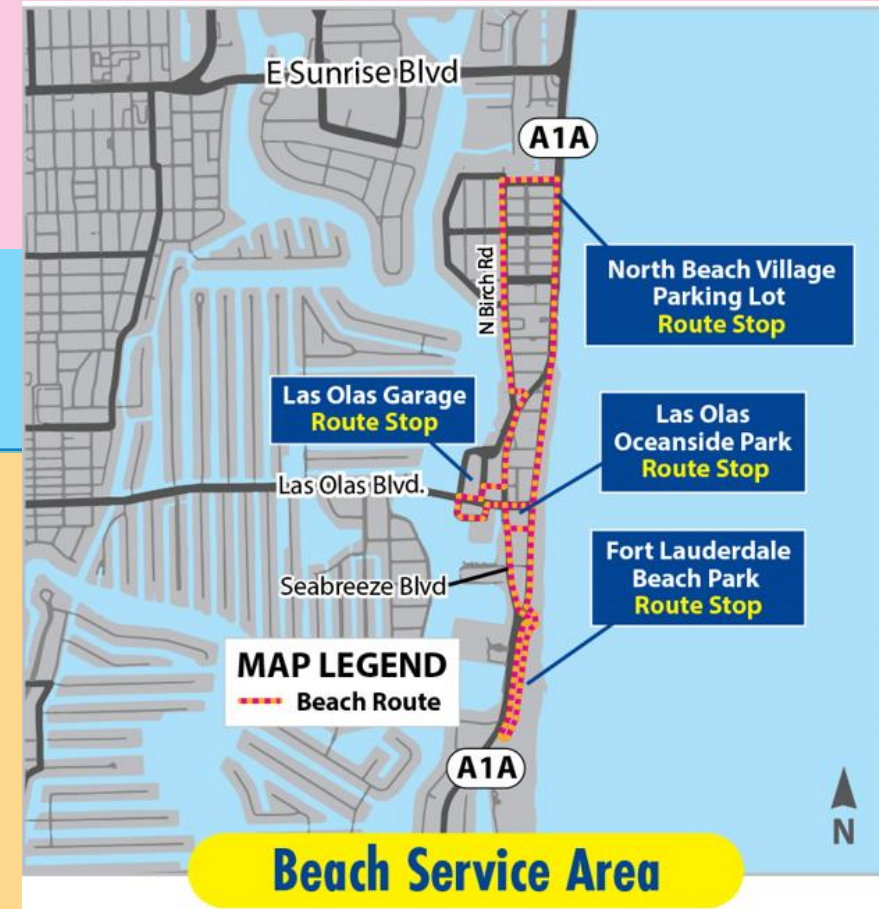 E Sunrise Blvd
A1A
N Birch Rd
North Beach Village
Parking Lot
Route Stop
Las Olas Garage
Route Stop
Las Olas
Oceanside Park
Route Stop
Las Olas Blvd.
Fort Lauderdale
Beach Park
Route Stop
Seabreeze Blvd
MAP LEGEND
Beach Route
A1A
N
Beach Service Area